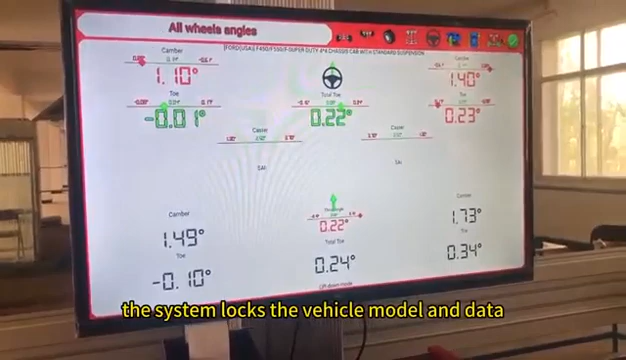 All wheels angles
[FORD(USA)] F450/F550/F-SUPER DUTY 4*4 CHASSIS CAB WITH STANDARD SUSPENSION
Camber
1.10°
1.40°
Toe
Total Toe
Toe
-0.01°
0.22°
0.23°
Caster
Caster
SAI
SAI
Camber
Camber
0.22°
1.49°
1.73°
Toe
Total Toe
Toe
-0.10°
0.24°
0.34°
the system locks the vehicle model and data